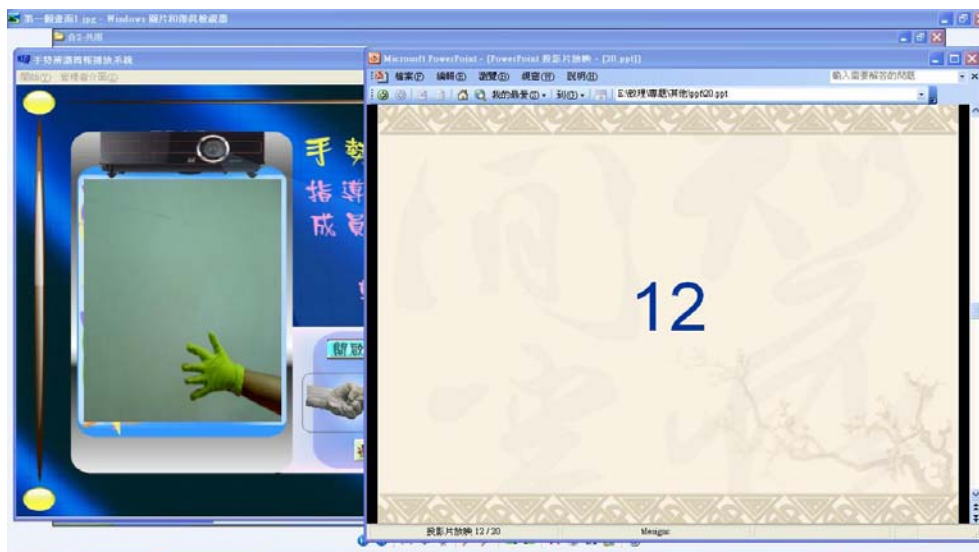 第一個畫面1.jpg - Windows 圖片和傳真檢視器
手勢辨識簡報播放系統
Microsoft PowerPoint - [PowerPoint 投影片放映 - [20.ppt]]
檔案(F) 編輯(E) 瀏覽(B) 視窗(W) 說明(H)
輸入需要解答的問題
我的最愛(S) 到(G)
手勢
指導
成員
開啟
12
投影片放映 12 / 20